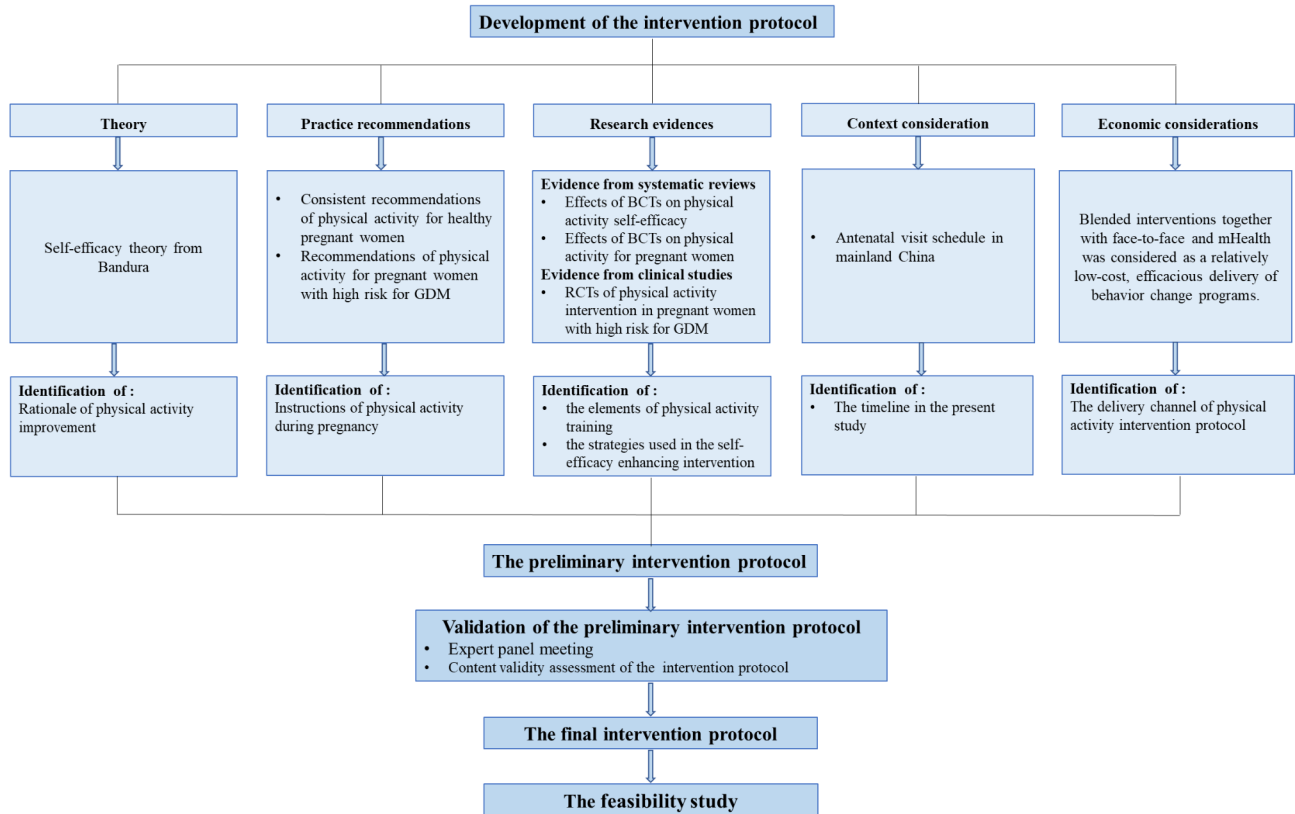 Development of the intervention protocol
Theory
Practice recommendations
Research evidences
Context consideration
Economic considerations
Self-efficacy theory from
Bandura
• Consistent recommendations
of physical activity for healthy
pregnant women
• Recommendations of physical
activity for pregnant women
with high risk for GDM
Evidence from systematic reviews
• Effects of BCTs on physical
activity self-efficacy
• Effects of BCTs on physical
activity for pregnant women
Evidence from clinical studies
• RCTs of physical activity
intervention in pregnant women
with high risk for GDM
• Antenatal visit schedule in
mainland China
Blended interventions together
with face-to-face and mHealth
was considered as a relatively
low-cost, efficacious delivery of
behavior change programs.
Identification of :
Rationale of physical activity
improvement
Identification of :
Instructions of physical activity
during pregnancy
Identification of :
• the elements of physical activity
training
• the strategies used in the self-
efficacy enhancing intervention
Identification of :
• The timeline in the present
study
Identification of :
The delivery channel of physical
activity intervention protocol
The preliminary intervention protocol
Validation of the preliminary intervention protocol
• Expert panel meeting
• Content validity assessment of the intervention protocol
The final intervention protocol
The feasibility study